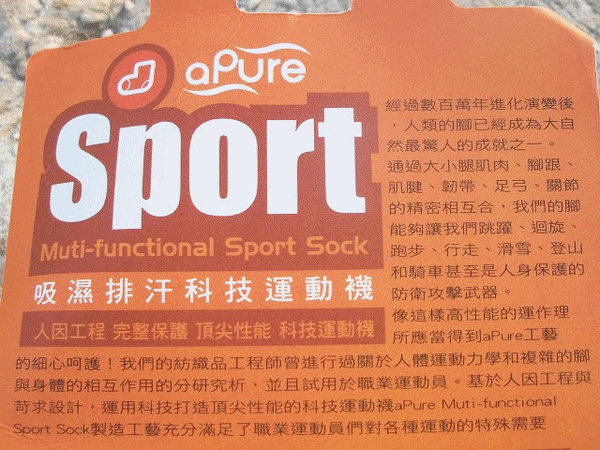 aPure
Sport
Muti-functional Sport Sock
吸濕排汗科技運動襪
人因工程 完整保護 頂尖性能 科技運動襪
經過數百萬年進化演變後
，人類的腳已經成為大自
然最驚人的成就之一。
通過大小腿肌肉、腳跟、
肌腱、韌帶、足弓、關節
的精密相互合，我們的腳
能夠讓我們跳躍、迴旋、
跑步、行走、滑雪、登山
和騎車甚至是人身保護的
防衛攻擊武器。
像這樣高性能的運作理
所應當得到aPure工藝
的細心呵護！我們的紡織品工程師曾進行過關於人體運動力學和複雜的腳
與身體的相互作用的分研究析，並且試用於職業運動員。基於人因工程與
苛求設計，運用科技打造頂尖性能的科技運動襪aPure Muti-functional
Sport Sock製造工藝充分滿足了職業運動員們對各種運動的特殊需要